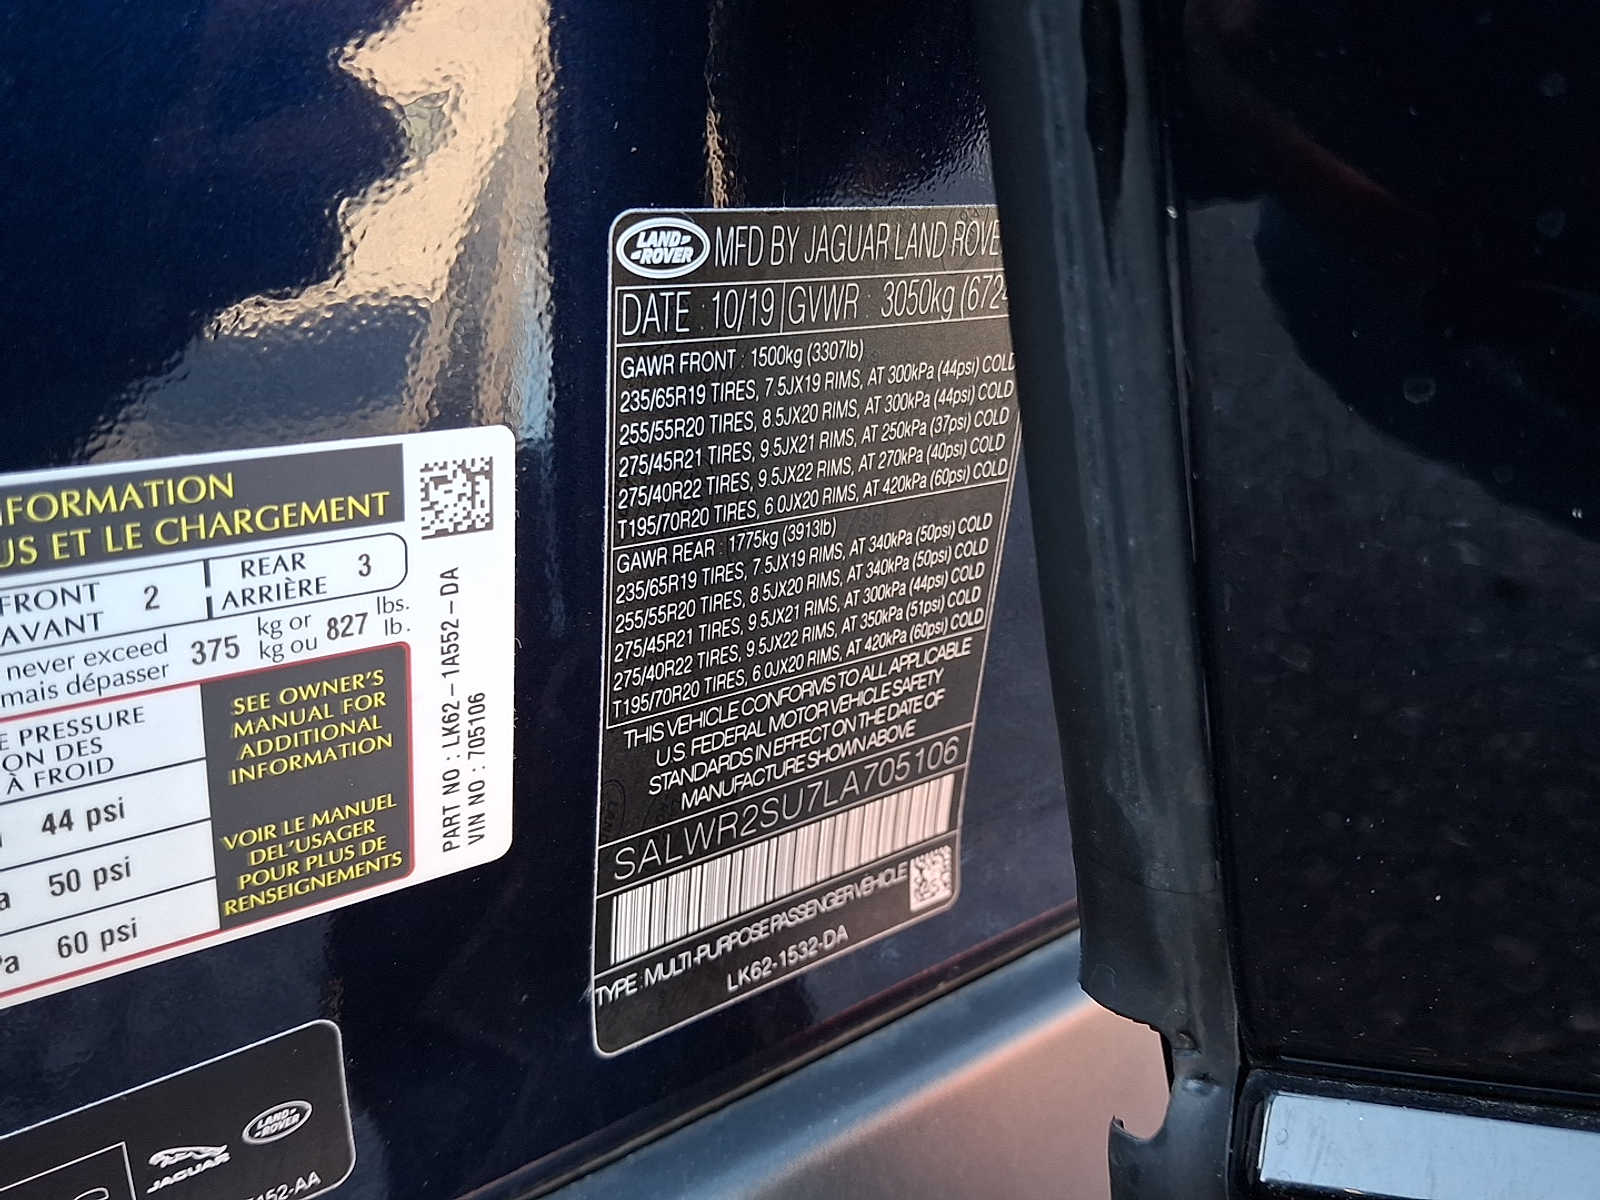 NFORMATION
US ET LE CHARGEMENT
FRONT
AVANT
2
REAR
ARRIÈRE
3
never exceed
mais dépasser
375
kg or
kg ou
827
lbs.
lb.
E PRESSURE
ON DES
À FROID
44 psi
50 psi
60 psi
SEE OWNER'S
MANUAL FOR
ADDITIONAL
INFORMATION
VOIR LE MANUEL
DEL'USAGER
POUR PLUS DE
RENSEIGNEMENTS
PART NO : LK62-1A552-DA
VIN NO : 705106
LAND
ROVER
MFD BY JAGUAR LAND ROVE
DATE : 10/19 GVWR : 3050kg (6724
GAWR FRONT : 1500kg (3307lb)
235/65R19 TIRES, 7.5JX19 RIMS, AT 300kPa (44psi) COLD
255/55R20 TIRES, 8.5JX20 RIMS, AT 300kPa (44psi) COLD
275/45R21 TIRES, 9.5JX21 RIMS, AT 250kPa (37psi) COLD
275/40R22 TIRES, 9.5JX22 RIMS, AT 270kPa (40psi) COLD
T195/70R20 TIRES, 6.0JX20 RIMS, AT 420kPa (60psi) COLD
GAWR REAR : 1775kg (3913lb)
235/65R19 TIRES, 7.5JX19 RIMS, AT 340kPa (50psi) COLD
255/55R20 TIRES, 8.5JX20 RIMS, AT 340kPa (50psi) COLD
275/45R21 TIRES, 9.5JX21 RIMS, AT 300kPa (44psi) COLD
275/40R22 TIRES, 9.5JX22 RIMS, AT 350kPa (51psi) COLD
T195/70R20 TIRES, 6.0JX20 RIMS, AT 420kPa (60psi) COLD
THIS VEHICLE CONFORMS TO ALL APPLICABLE
U.S. FEDERAL MOTOR VEHICLE SAFETY
STANDARDS IN EFFECT ON THE DATE OF
MANUFACTURE SHOWN ABOVE
SALWR2SU7LA705106
TYPE : MULTI-PURPOSE PASSENGER VEHICLE
LK62-1532-DA
JAGUAR
LAND
ROVER
152-AA